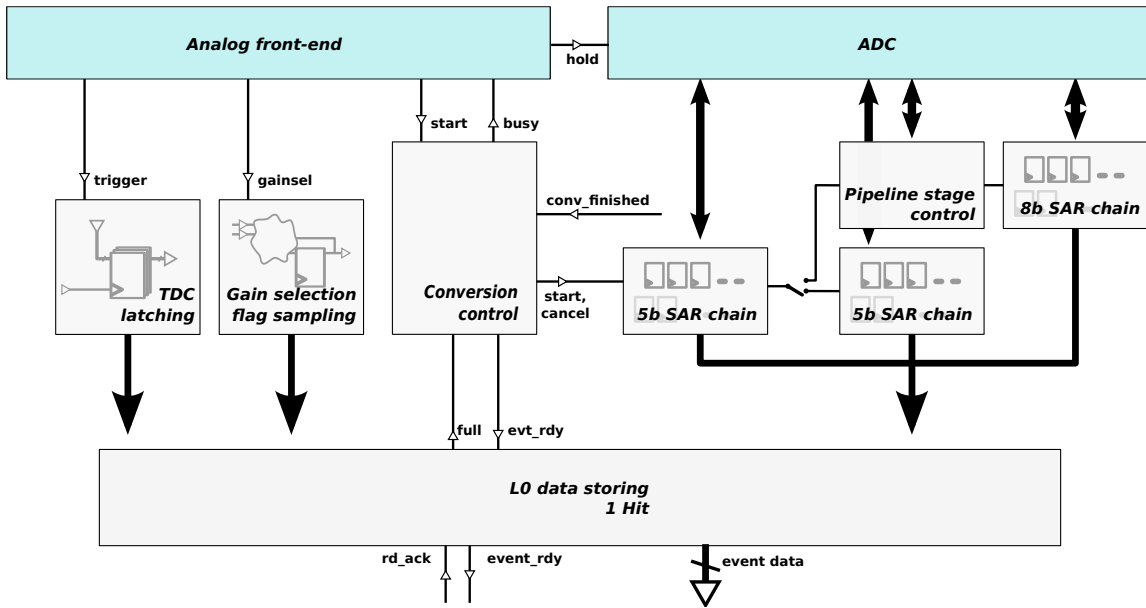 Analog front-end
ADC
hold
start
busy
trigger
gainsel
Pipeline stage
control
8b SAR chain
conv_finished
TDC
latching
Gain selection
flag sampling
Conversion
control
start,
cancel
5b SAR chain
5b SAR chain
full
evt_rdy
L0 data storing
1 Hit
rd_ack
event_rdy
event data